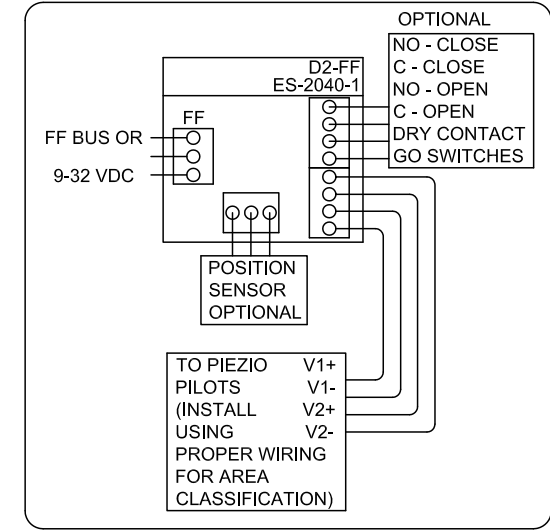 OPTIONAL
NO - CLOSE
C - CLOSE
NO - OPEN
C - OPEN
DRY CONTACT
GO SWITCHES
D2-FF
ES-2040-1
FF
FF BUS OR
9-32 VDC
POSITION
SENSOR
OPTIONAL
TO PIEZIO V1+
PILOTS V1-
(INSTALL V2+
USING V2-
PROPER WIRING
FOR AREA
CLASSIFICATION)